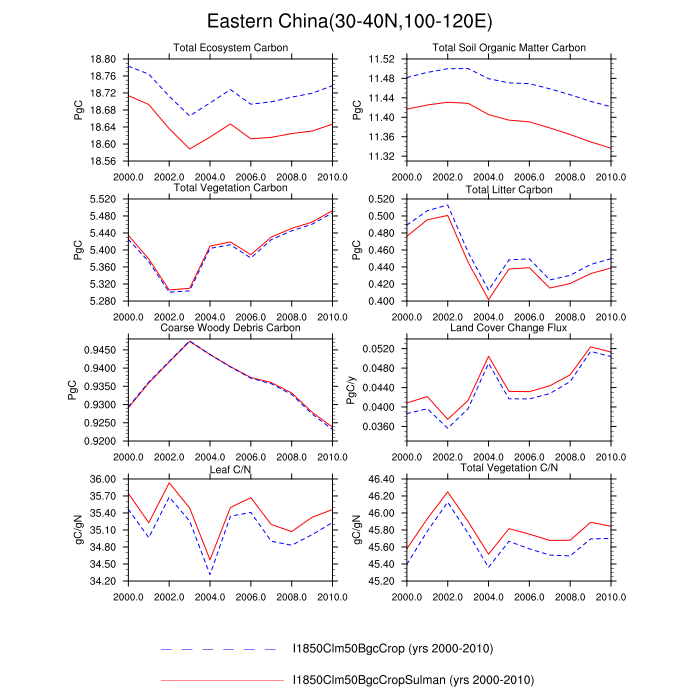 Eastern China(30-40N,100-120E)
Total Ecosystem Carbon
PgC
18.80
18.76
18.72
18.68
18.64
18.60
18.56
2000.0 2002.0 2004.0 2006.0 2008.0 2010.0
Total Soil Organic Matter Carbon
PgC
11.52
11.48
11.44
11.40
11.36
11.32
2000.0 2002.0 2004.0 2006.0 2008.0 2010.0
Total Vegetation Carbon
PgC
5.520
5.480
5.440
5.400
5.360
5.320
5.280
2000.0 2002.0 2004.0 2006.0 2008.0 2010.0
Total Litter Carbon
PgC
0.520
0.500
0.480
0.460
0.440
0.420
0.400
2000.0 2002.0 2004.0 2006.0 2008.0 2010.0
Coarse Woody Debris Carbon
PgC
0.9450
0.9400
0.9350
0.9300
0.9250
0.9200
2000.0 2002.0 2004.0 2006.0 2008.0 2010.0
Land Cover Change Flux
PgC/y
0.0520
0.0480
0.0440
0.0400
0.0360
2000.0 2002.0 2004.0 2006.0 2008.0 2010.0
Leaf C/N
gC/gN
36.00
35.70
35.40
35.10
34.80
34.50
34.20
2000.0 2002.0 2004.0 2006.0 2008.0 2010.0
Total Vegetation C/N
gC/gN
46.40
46.20
46.00
45.80
45.60
45.40
45.20
2000.0 2002.0 2004.0 2006.0 2008.0 2010.0
I1850Clm50BgcCrop (yrs 2000-2010)
I1850Clm50BgcCropSulman (yrs 2000-2010)